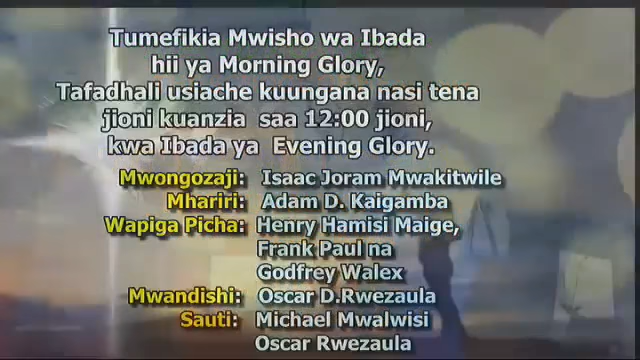 Tumefikia Mwisho wa Ibada
hii ya Morning Glory,
Tafadhali usiache kuungana nasi tena
jioni kuanzia saa 12:00 jioni,
kwa Ibada ya Evening Glory.
Mwongozaji: Isaac Joram Mwakitwile
Mhariri: Adam D. Kaigamba
Wapiga Picha: Henry Hamisi Maige,
Frank Paul na
Godfrey Walex
Mwandishi: Oscar D.Rwezaula
Sauti: Michael Mwalwisi
Oscar Rwezaula